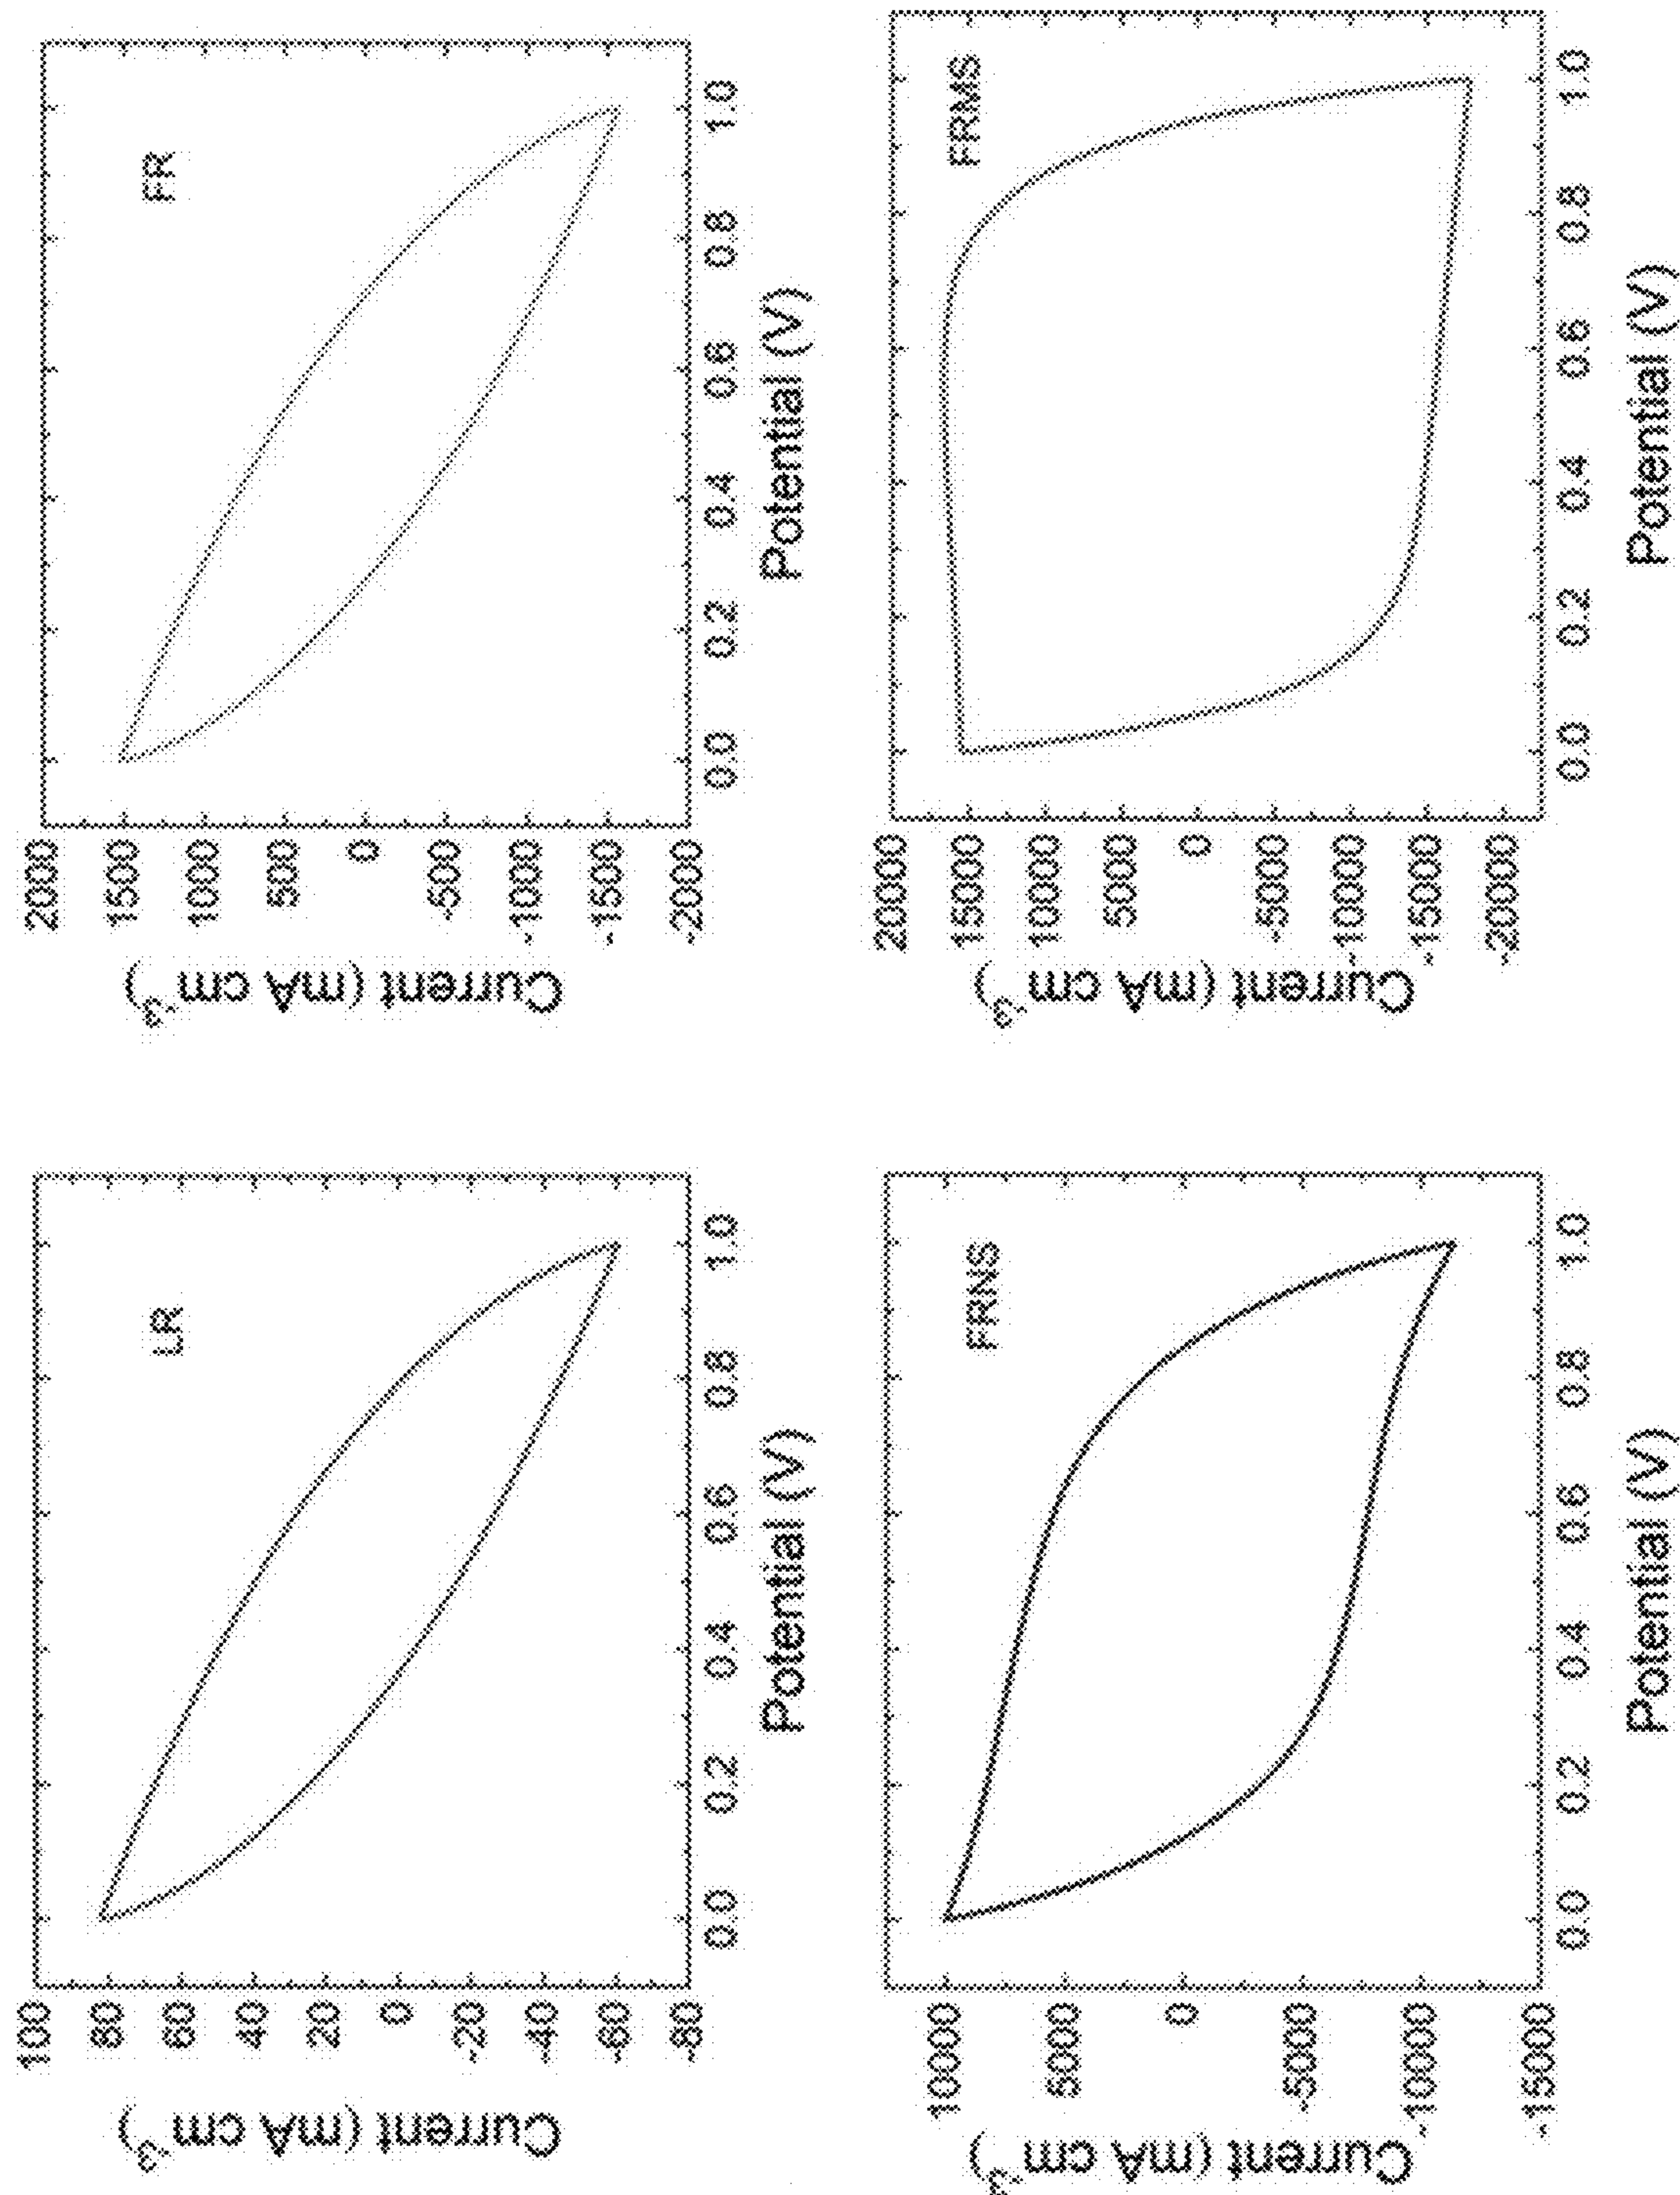 Current (mA cm⁻³)
100
80
60
40
20
0
-20
-40
-60
-80
LR
0.0 0.2 0.4 0.6 0.8 1.0
Potential (V)
Current (mA cm⁻³)
2000
1500
1000
500
0
-500
-1000
-1500
-2000
FR
0.0 0.2 0.4 0.6 0.8 1.0
Potential (V)
Current (mA cm⁻³)
10000
5000
0
-5000
-10000
-15000
FRNS
0.0 0.2 0.4 0.6 0.8 1.0
Potential (V)
Current (mA cm⁻³)
20000
15000
10000
5000
0
-5000
-10000
-15000
-20000
FRMS
0.0 0.2 0.4 0.6 0.8 1.0
Potential (V)